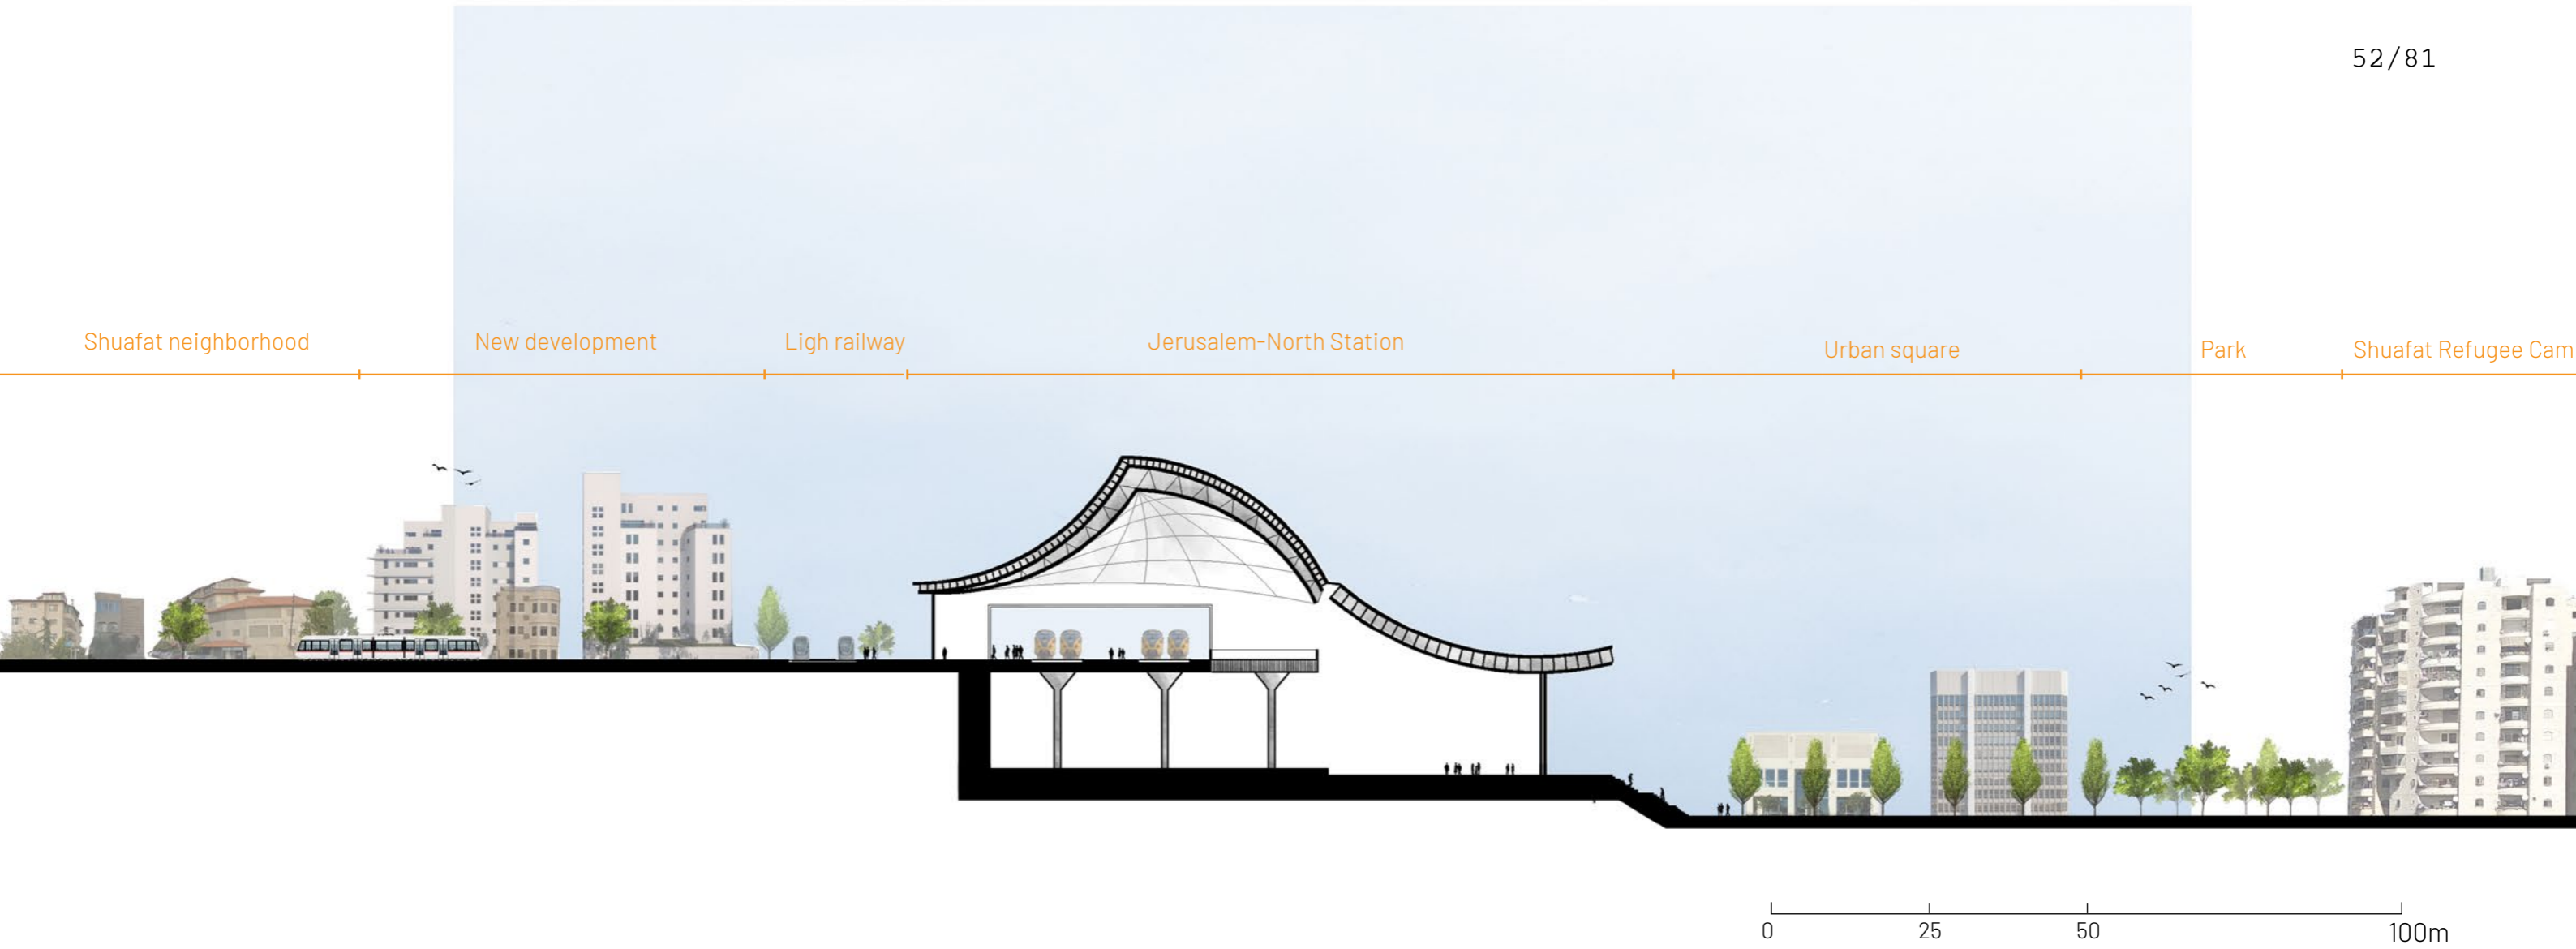 52/81
Shuafat neighborhood
New development
Ligh railway
Jerusalem-North Station
Urban square
Park
Shuafat Refugee Cam
0
25
50
100m